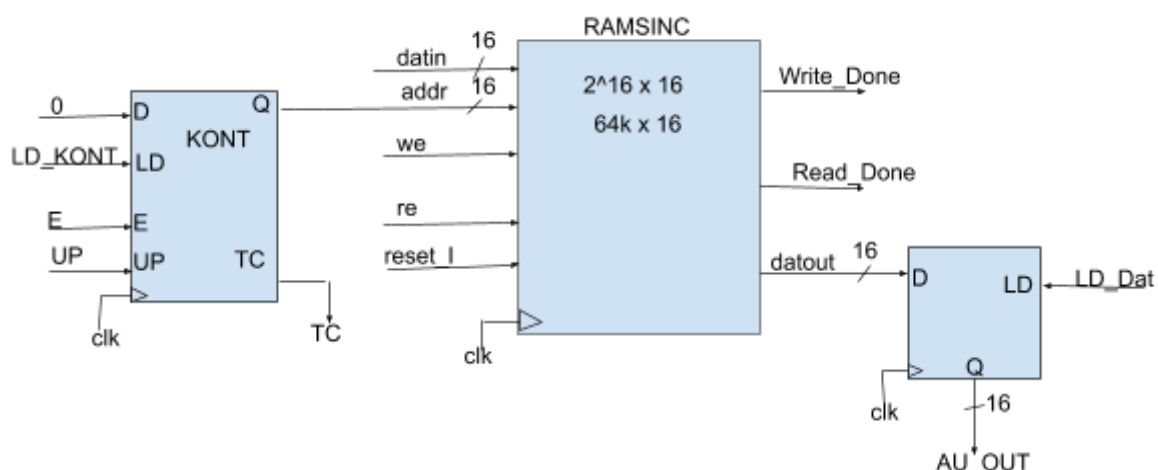 RAMSINC
datin
16
addr
16
we
re
reset_l
clk
2^16 x 16
64k x 16
Write_Done
Read_Done
datout
16
0
LD_KONT
E
UP
clk
D
LD
E
UP
Q
KONT
TC
TC
D
LD
LD_Dat
Q
clk
16
AU_OUT